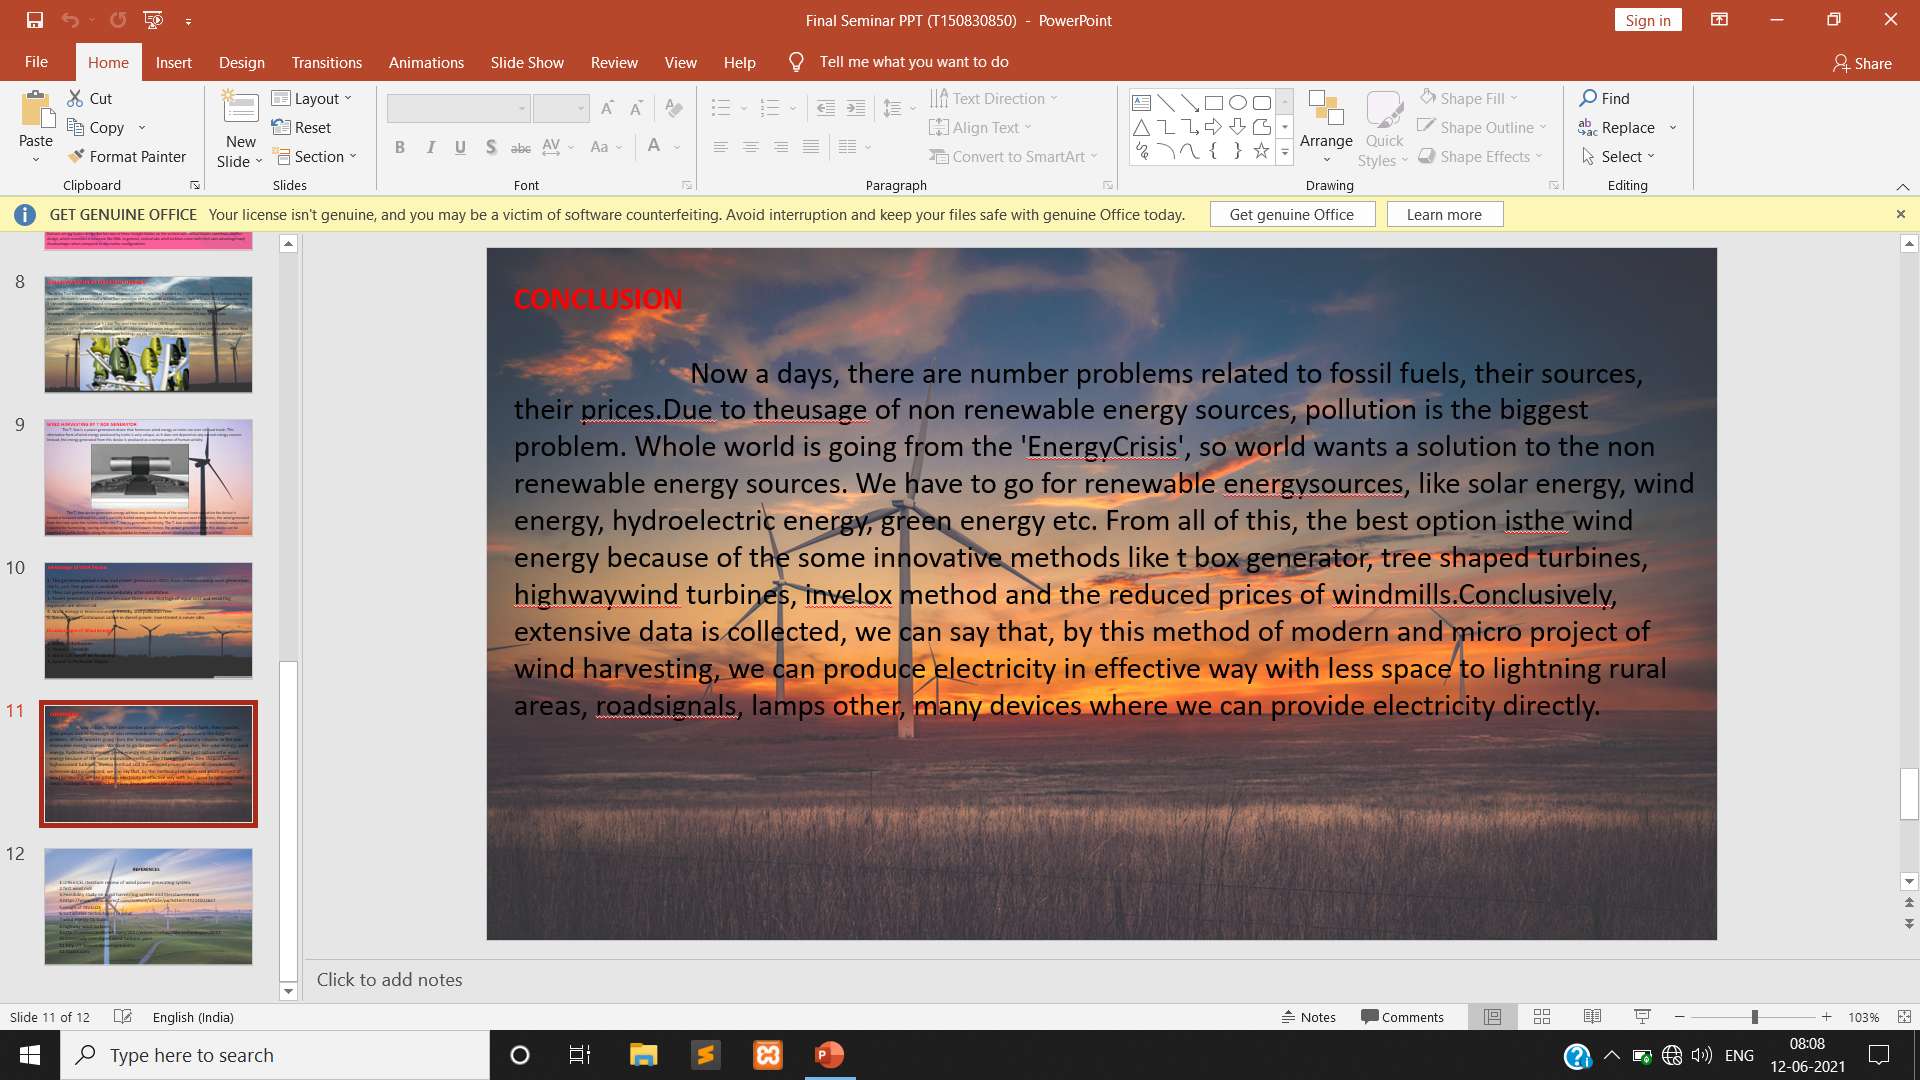 Final Seminar PPT (T150830850) - PowerPoint
Sign in
File Home Insert Design Transitions Animations Slide Show Review View Help Tell me what you want to do Share
Paste
Cut
Copy
Format Painter
Clipboard
New Slide
Layout
Reset
Section
Slides
B I U S abc AV Aa A
Font
Text Direction
Align Text
Convert to SmartArt
Paragraph
Arrange
Quick Styles
Shape Fill
Shape Outline
Shape Effects
Drawing
Find
Replace
Select
Editing
GET GENUINE OFFICE Your license isn't genuine, and you may be a victim of software counterfeiting. Avoid interruption and keep your files safe with genuine Office today. Get genuine Office Learn more
8
9
WIND HARVESTING BY T BOX GENERATOR
10
11
12
REFERENCES
CONCLUSION
Now a days, there are number problems related to fossil fuels, their sources,
their prices.Due to theusage of non renewable energy sources, pollution is the biggest
problem. Whole world is going from the 'EnergyCrisis', so world wants a solution to the non
renewable energy sources. We have to go for renewable energysources, like solar energy, wind
energy, hydroelectric energy, green energy etc. From all of this, the best option isthe wind
energy because of the some innovative methods like t box generator, tree shaped turbines,
highwaywind turbines, invelox method and the reduced prices of windmills.Conclusively,
extensive data is collected, we can say that, by this method of modern and micro project of
wind harvesting, we can produce electricity in effective way with less space to lightning rural
areas, roadsignals, lamps other, many devices where we can provide electricity directly.
Click to add notes
Slide 11 of 12 English (India) Notes Comments 103%
Type here to search
ENG
08:08
12-06-2021